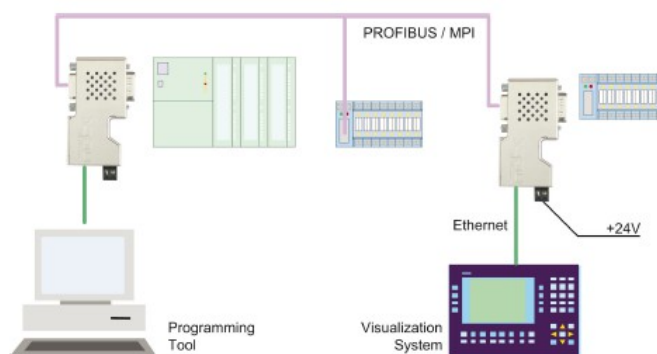 PROFIBUS / MPI
Ethernet
+24V
Programming
Tool
Visualization
System